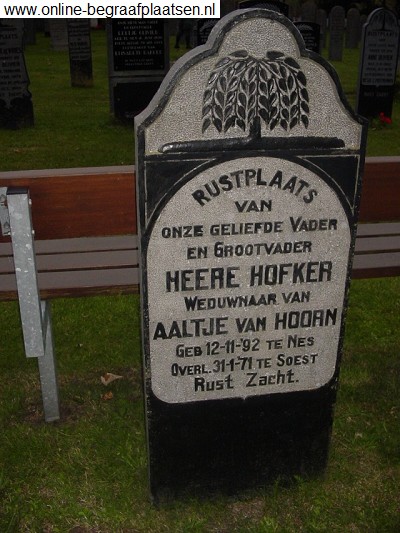 www.online-begraafplaatsen.nl
RUSTPLAATS
VAN
ONZE GELIEFDE VADER
EN GROOTVADER
HEERE HOFKER
WEDUWNAAR VAN
AALTJE VAN HOORN
GEB 12-11-'92 TE NES
OVERL. 31-1-'71 TE SOEST
RUST ZACHT.